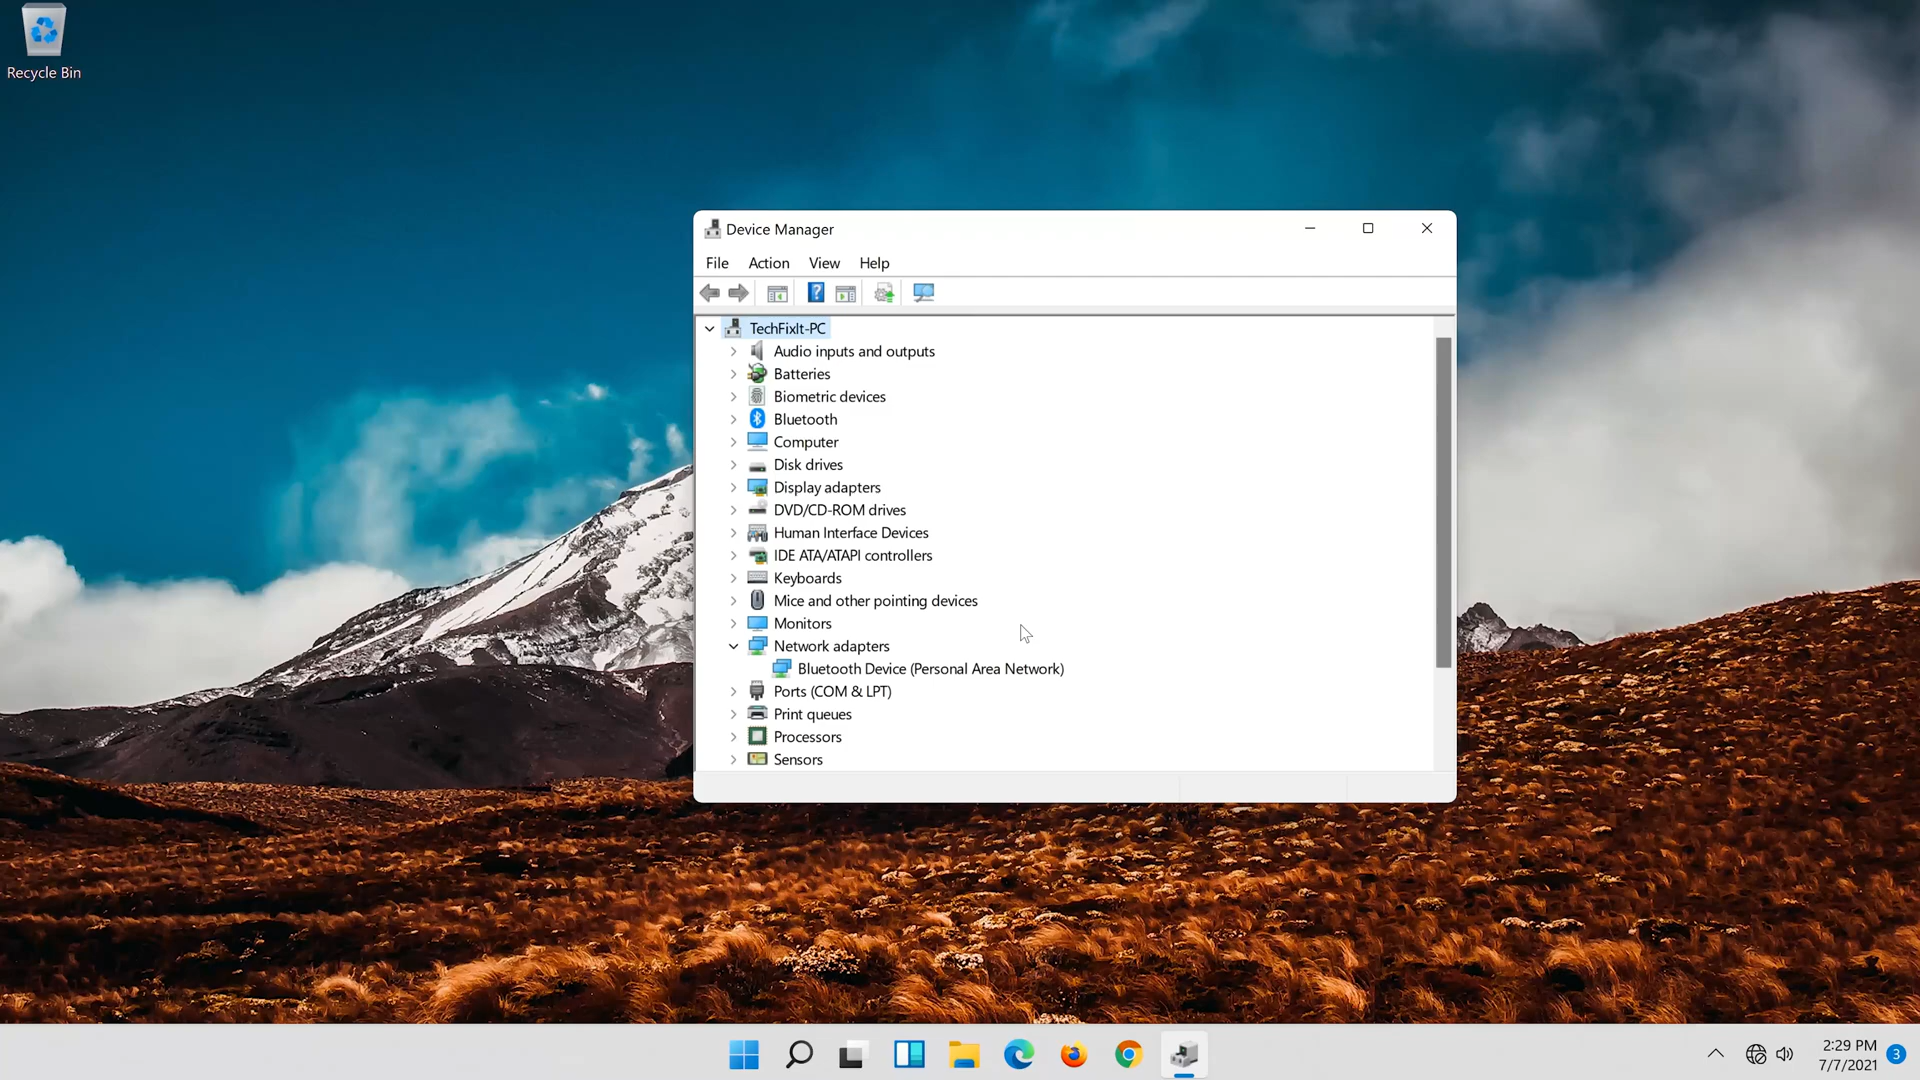 Recycle Bin
Device Manager
File Action View Help
TechFixIt-PC
Audio inputs and outputs
Batteries
Biometric devices
Bluetooth
Computer
Disk drives
Display adapters
DVD/CD-ROM drives
Human Interface Devices
IDE ATA/ATAPI controllers
Keyboards
Mice and other pointing devices
Monitors
Network adapters
Bluetooth Device (Personal Area Network)
Ports (COM & LPT)
Print queues
Processors
Sensors
2:29 PM
7/7/2021
3